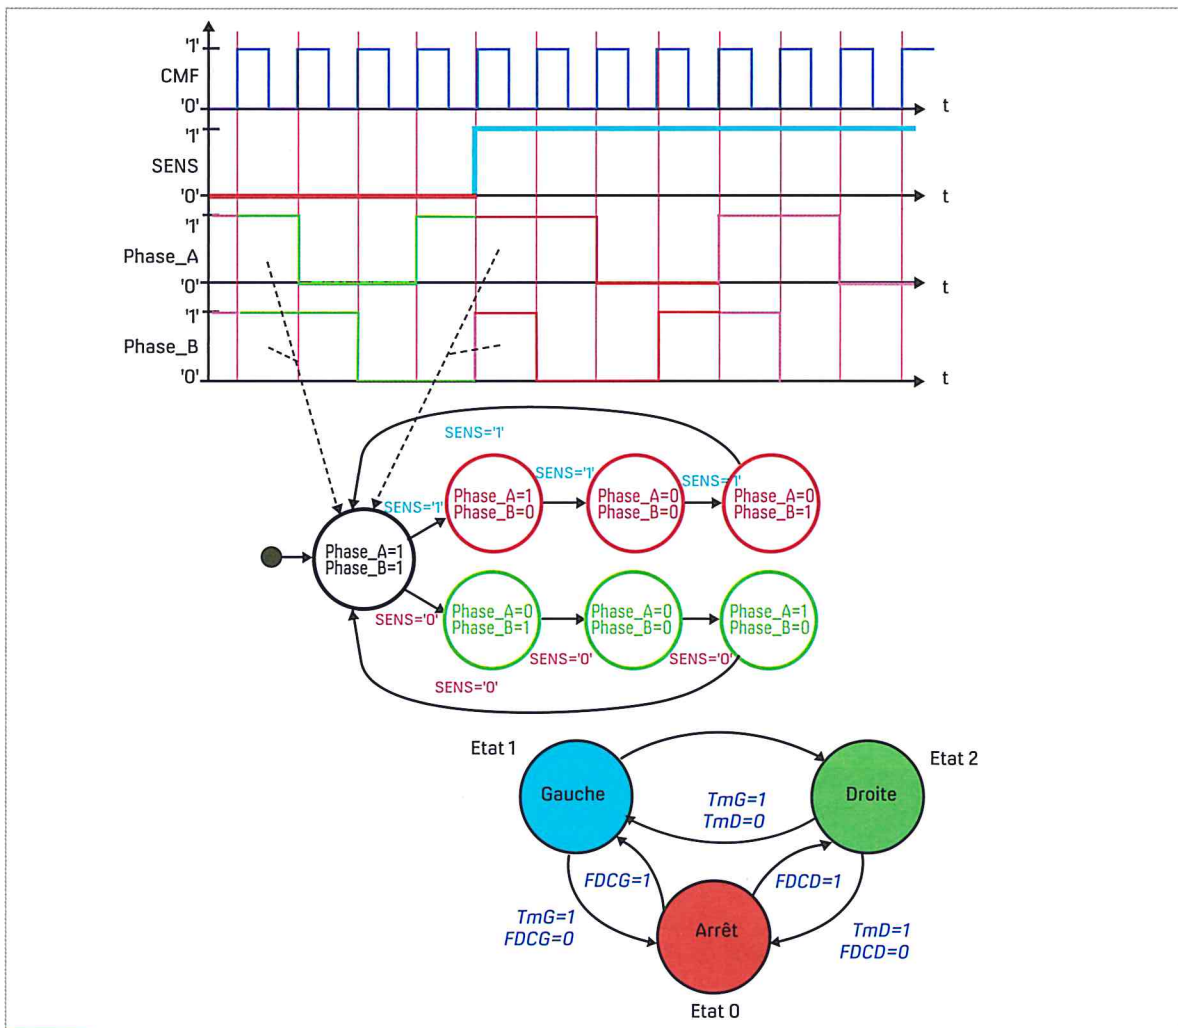 '1'
CMF
'0'
t
'1'
SENS
'0'
t
'1'
Phase_A
'0'
t
'1'
Phase_B
'0'
t
SENS='1'
SENS='1'
SENS='1'
SENS='1'
Phase_A=1
Phase_B=0
Phase_A=0
Phase_B=0
Phase_A=0
Phase_B=1
Phase_A=1
Phase_B=1
Phase_A=0
Phase_B=1
Phase_A=0
Phase_B=0
Phase_A=1
Phase_B=0
SENS='0'
SENS='0'
SENS='0'
SENS='0'
Etat 1
Etat 2
Gauche
Droite
TmG=1
TmD=0
FDCG=1
FDCD=1
TmG=1
FDCG=0
Arrêt
TmD=1
FDCD=0
Etat 0